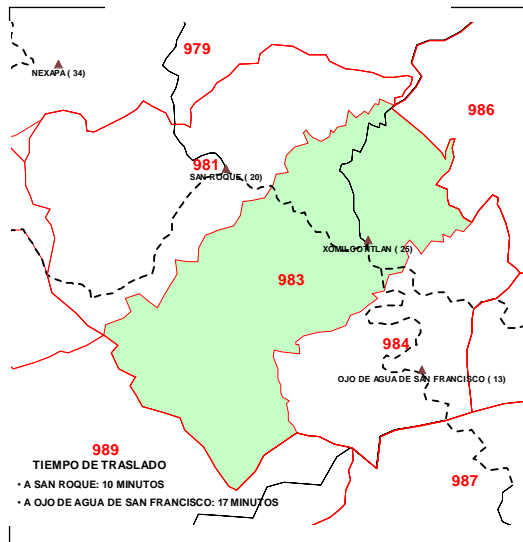 979
NEXAPA ( 34)
986
981
SAN ROQUE ( 20)
XOMILCOTITLAN ( 25)
983
984
OJO DE AGUA DE SAN FRANCISCO ( 13)
989
TIEMPO DE TRASLADO
• A SAN ROQUE: 10 MINUTOS
987
• A OJO DE AGUA DE SAN FRANCISCO: 17 MINUTOS